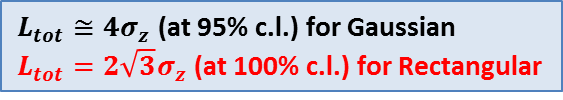 L_tot ≅ 4σ_z (at 95% c.l.) for Gaussian
L_tot = 2√3σ_z (at 100% c.l.) for Rectangular